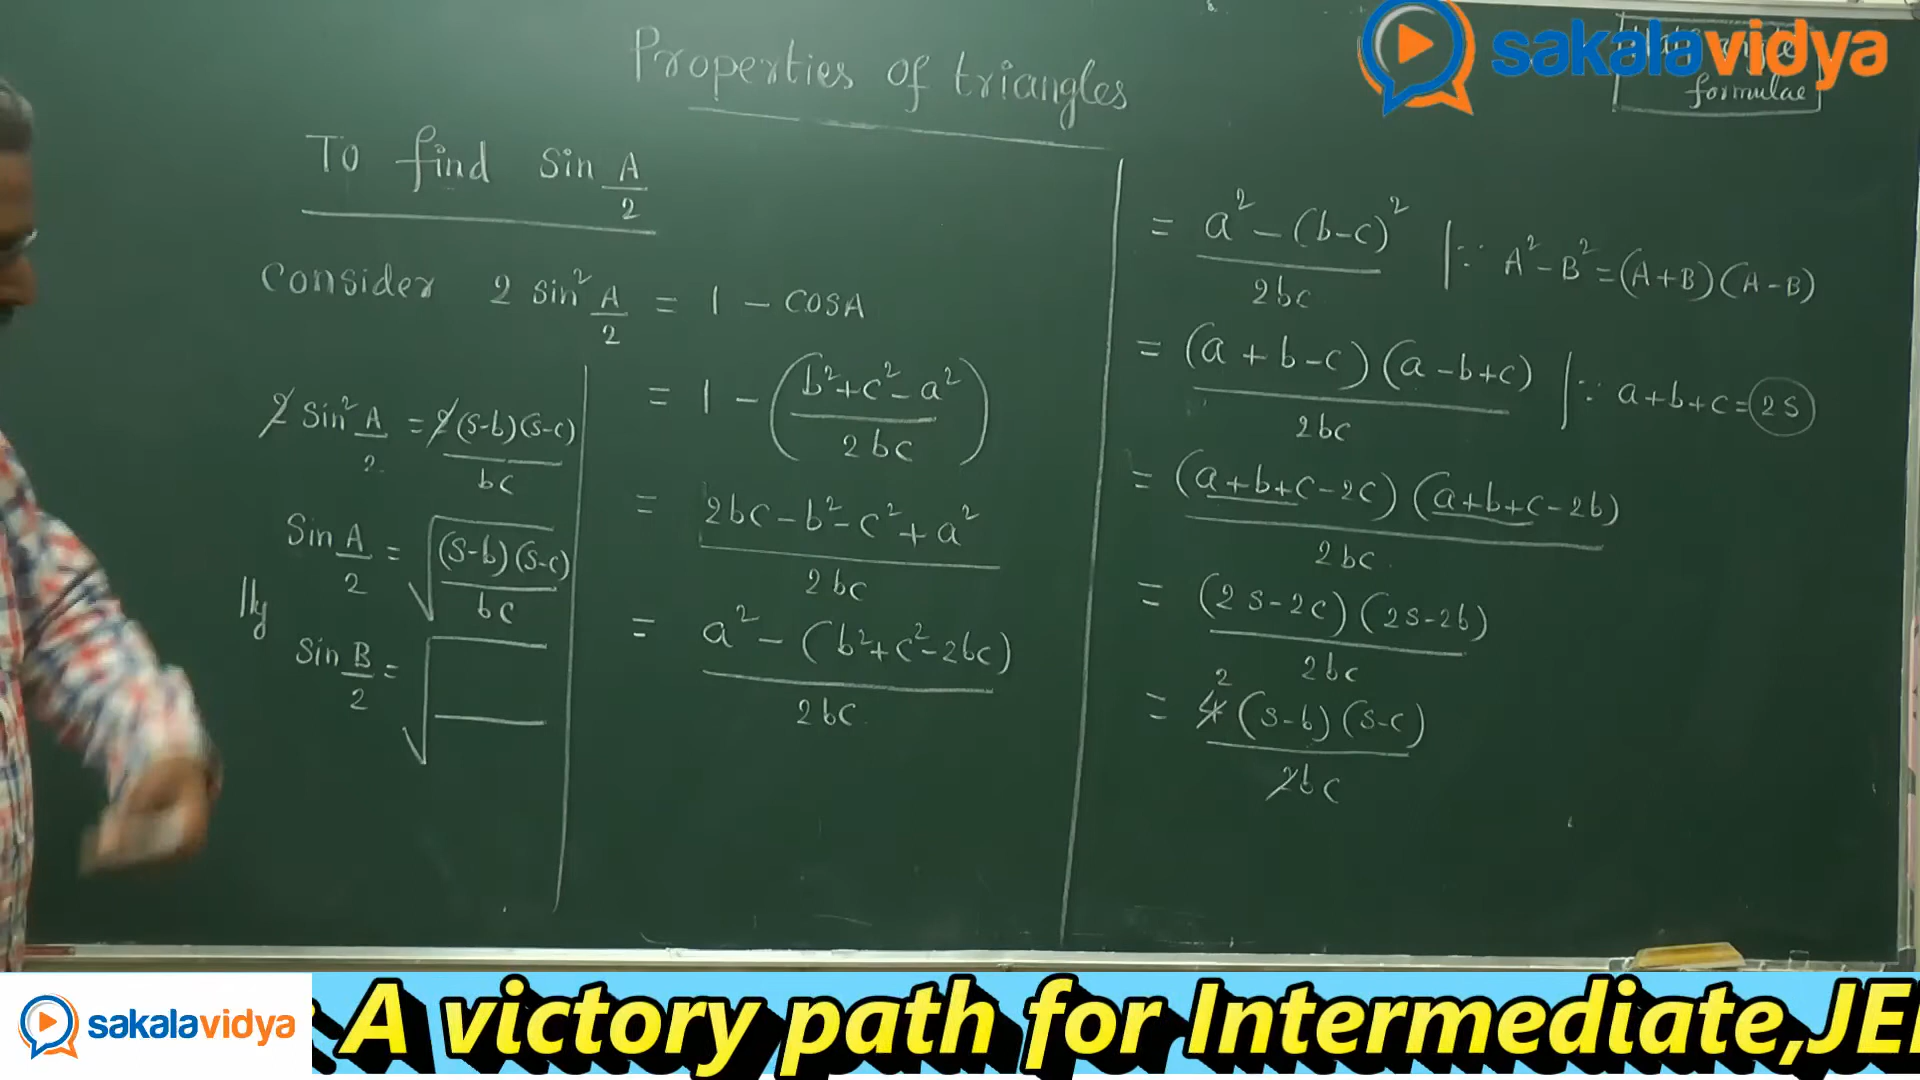 Properties of triangles
sakalavidya
formulae
To find Sin A/2
Consider 2 sin² A/2 = 1 - cosA
2 Sin² A/2 = 2(s-b)(s-c)/bc
Sin A/2 = √((s-b)(s-c)/bc)
lly
Sin B/2 = √
= 1 - ((b²+c²-a²)/2bc)
= (2bc-b²-c²+a²)/2bc
= (a²-(b²+c²-2bc))/2bc
= (a²-(b-c)²)/2bc | ∵ A²-B²=(A+B)(A-B)
= (a+b-c)(a-b+c)/2bc | ∵ a+b+c=2s
= (a+b+c-2c)(a+b+c-2b)/2bc
= (2s-2c)(2s-2b)/2bc
2
= 4(s-b)(s-c)/2bc
sakalavidya
: A victory path for Intermediate,JE